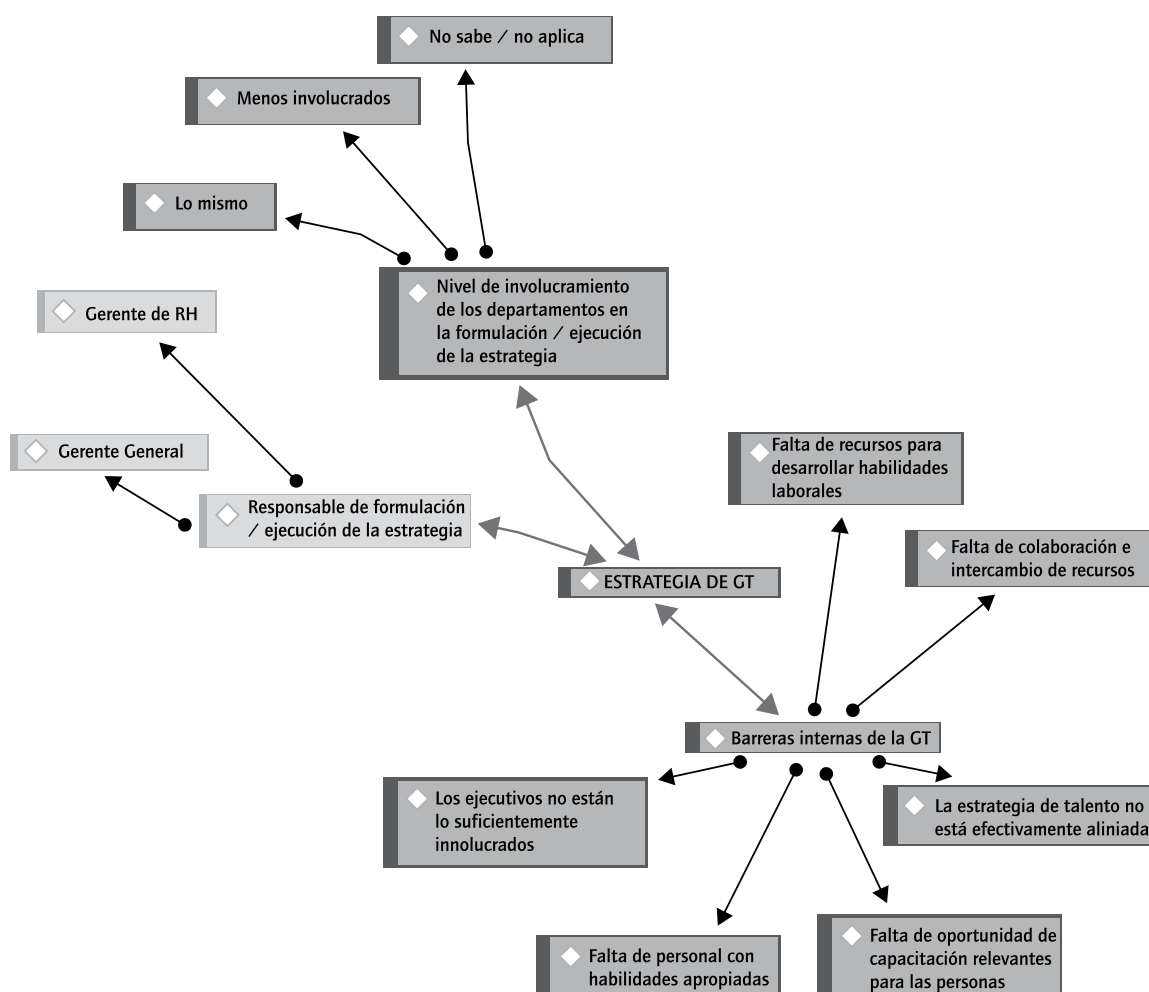 No sabe / no aplica
Menos involucrados
Lo mismo
Nivel de involucramiento
de los departamentos en
la formulación / ejecución
de la estrategia
Gerente de RH
Gerente General
Responsable de formulación
/ ejecución de la estrategia
Falta de recursos para
desarrollar habilidades
laborales
Falta de colaboración e
intercambio de recursos
ESTRATEGIA DE GT
Barreras internas de la GT
Los ejecutivos no están
lo suficientemente
innolucrados
La estrategia de talento no
está efectivamente aliniada
Falta de personal con
habilidades apropiadas
Falta de oportunidad de
capacitación relevantes
para las personas